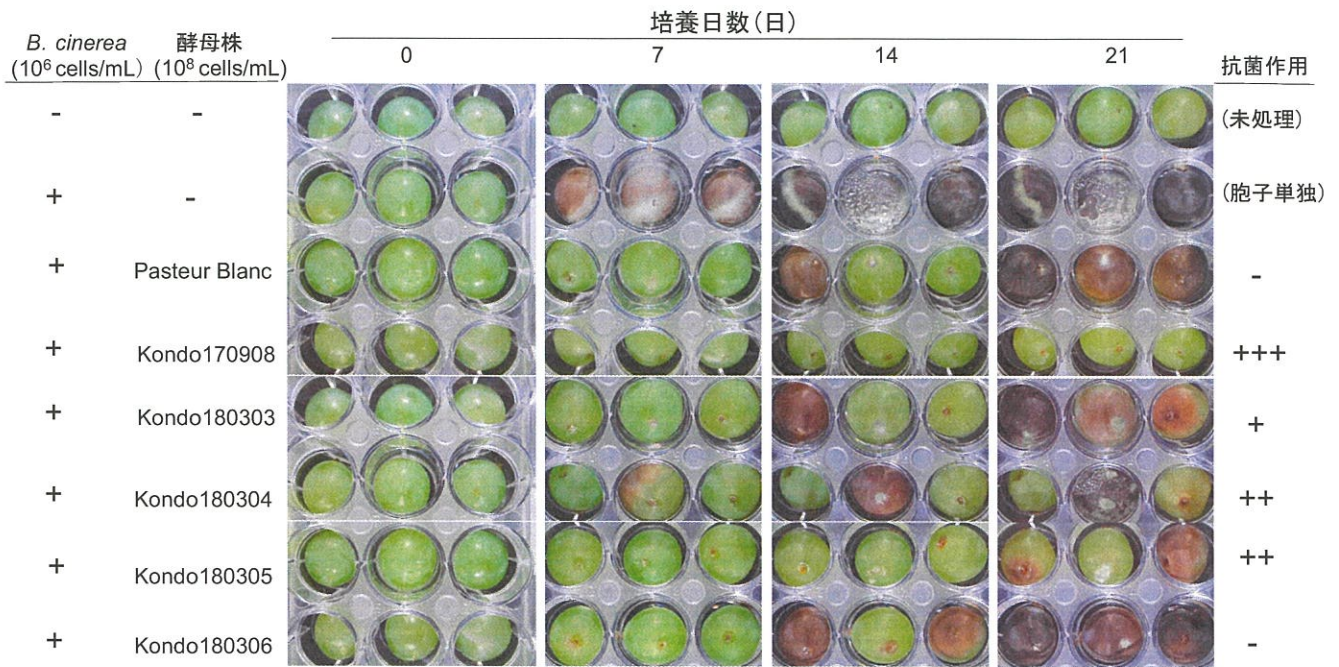 培養日数(日)
B. cinerea 酵母株
(10⁶ cells/mL) (10⁸ cells/mL)
0 7 14 21
抗菌作用
- - (未処理)
+ - (胞子単独)
+ Pasteur Blanc -
+ Kondo170908 +++
+ Kondo180303 +
+ Kondo180304 ++
+ Kondo180305 ++
+ Kondo180306 -